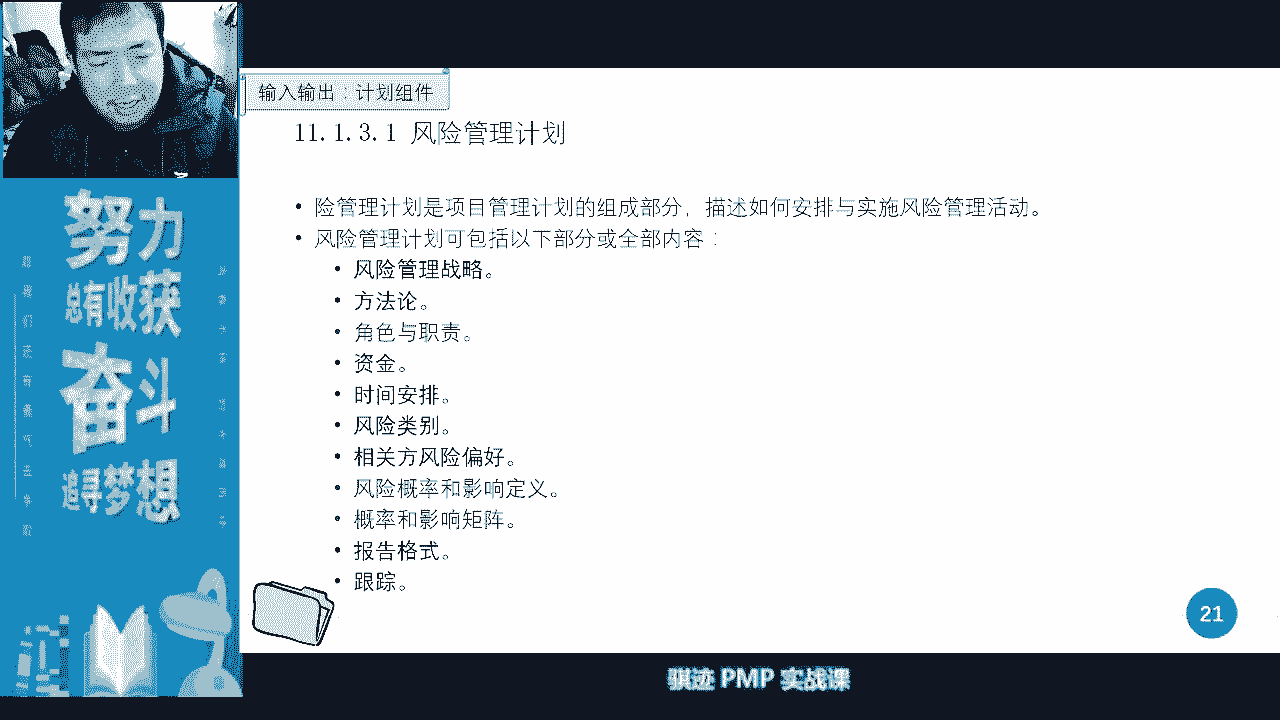 输入输出：计划组件
11.1.3.1 风险管理计划
• 险管理计划是项目管理计划的组成部分，描述如何安排与实施风险管理活动。
• 风险管理计划可包括以下部分或全部内容：
• 风险管理战略。
• 方法论。
• 角色与职责。
• 资金。
• 时间安排。
• 风险类别。
• 相关方风险偏好。
• 风险概率和影响定义。
• 概率和影响矩阵。
• 报告格式。
• 跟踪。
21
努力
总有收获
奋斗
追寻梦想
骐迹 PMP 实战课